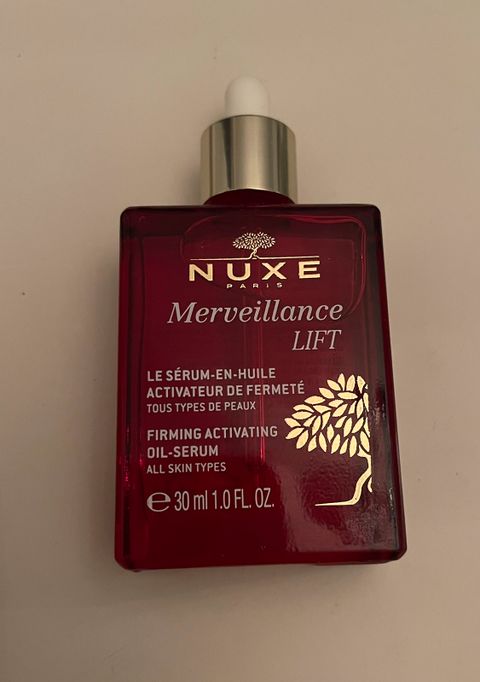 NUXE
PARIS
Merveillance
LIFT
LE SÉRUM-EN-HUILE
ACTIVATEUR DE FERMETÉ
TOUS TYPES DE PEAUX
FIRMING ACTIVATING
OIL-SERUM
ALL SKIN TYPES
℮ 30 ml 1.0 FL. OZ.